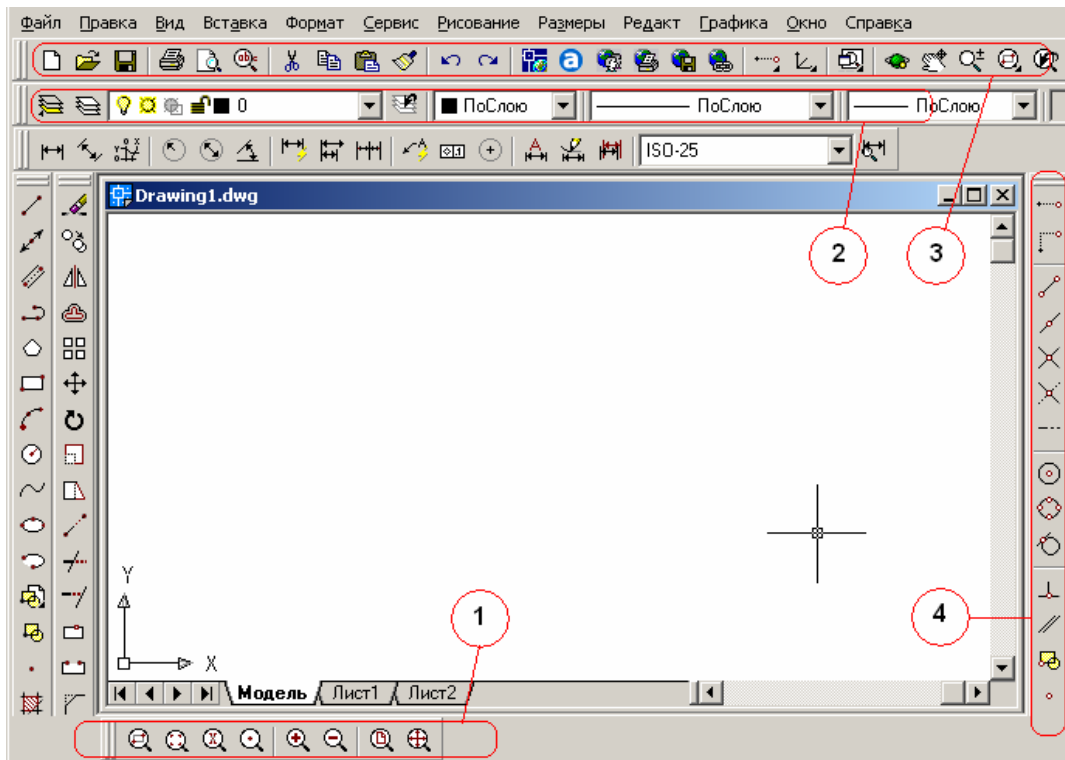 Файл Правка Вид Вставка Формат Сервис Рисование Размеры Редакт Графика Окно Справка
0 ПоСлою ПоСлою ПоСлою
ISO-25
Drawing1.dwg
2 3
4
1
Y
X
Модель Лист1 Лист2